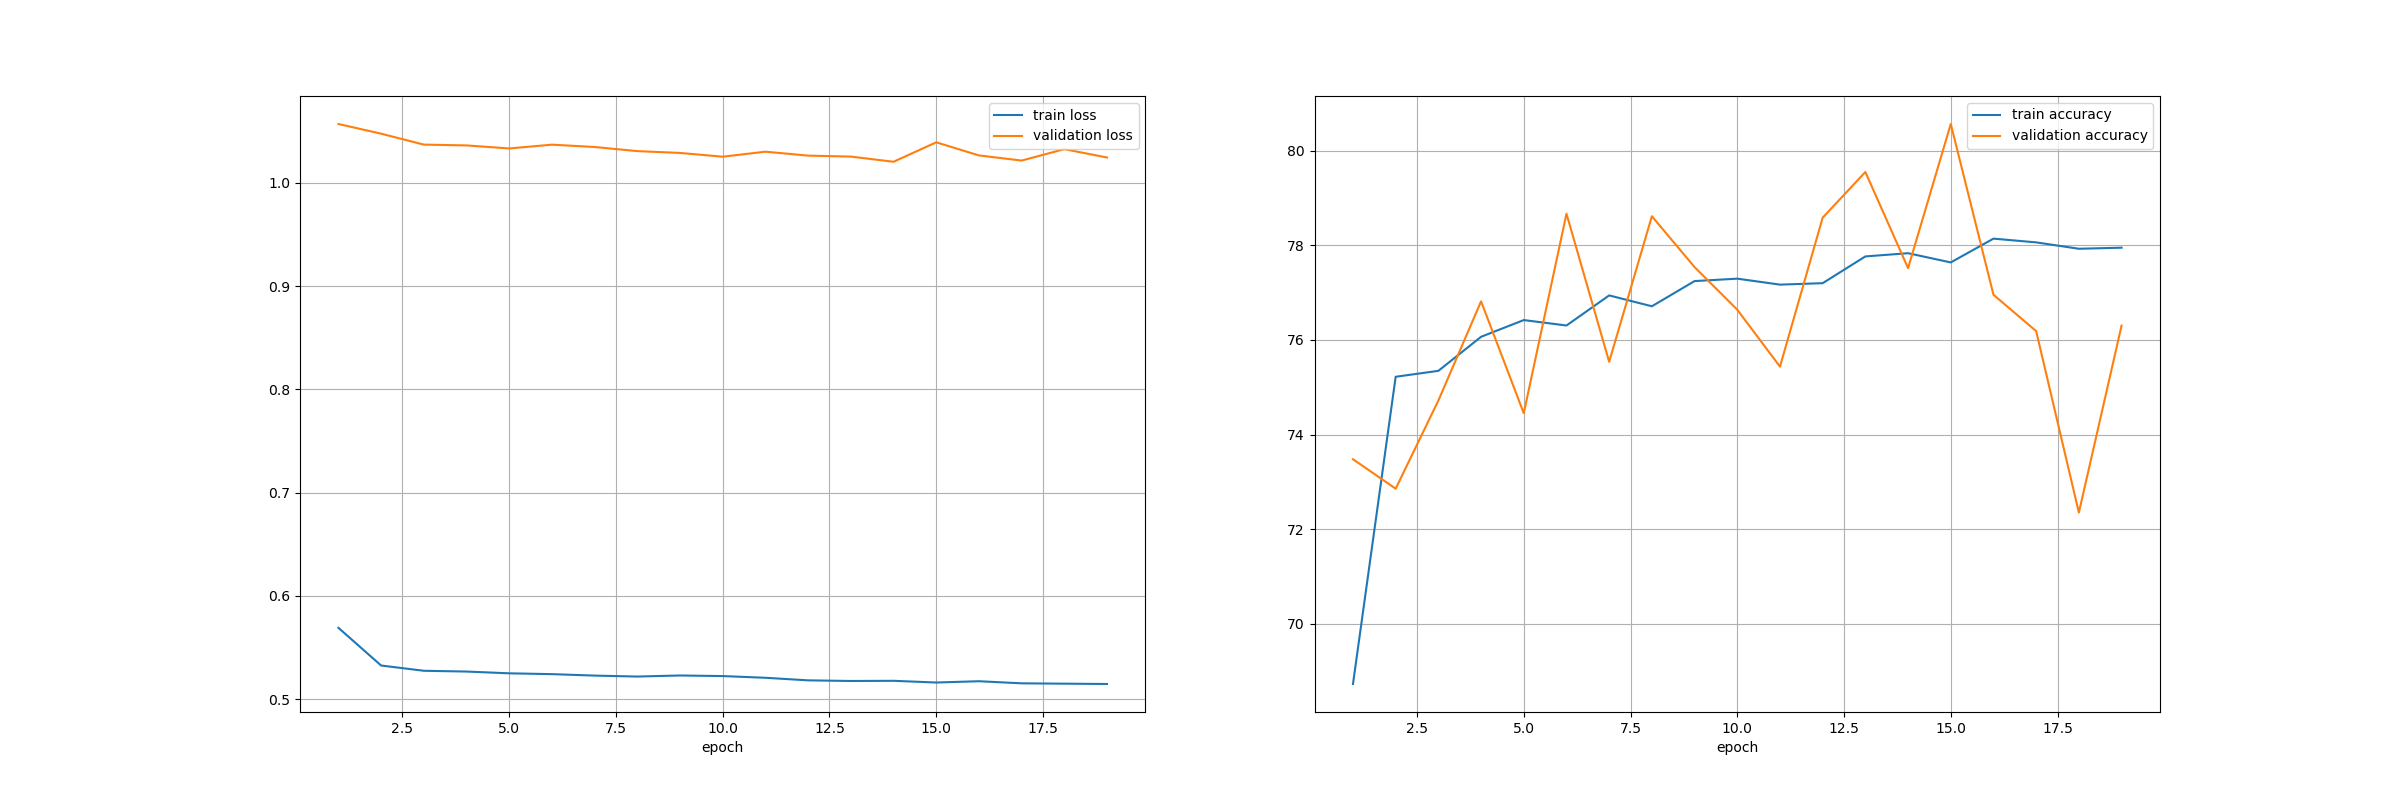 train loss
validation loss
1.0
0.9
0.8
0.7
0.6
0.5
2.5 5.0 7.5 10.0 12.5 15.0 17.5
epoch
train accuracy
validation accuracy
80
78
76
74
72
70
2.5 5.0 7.5 10.0 12.5 15.0 17.5
epoch